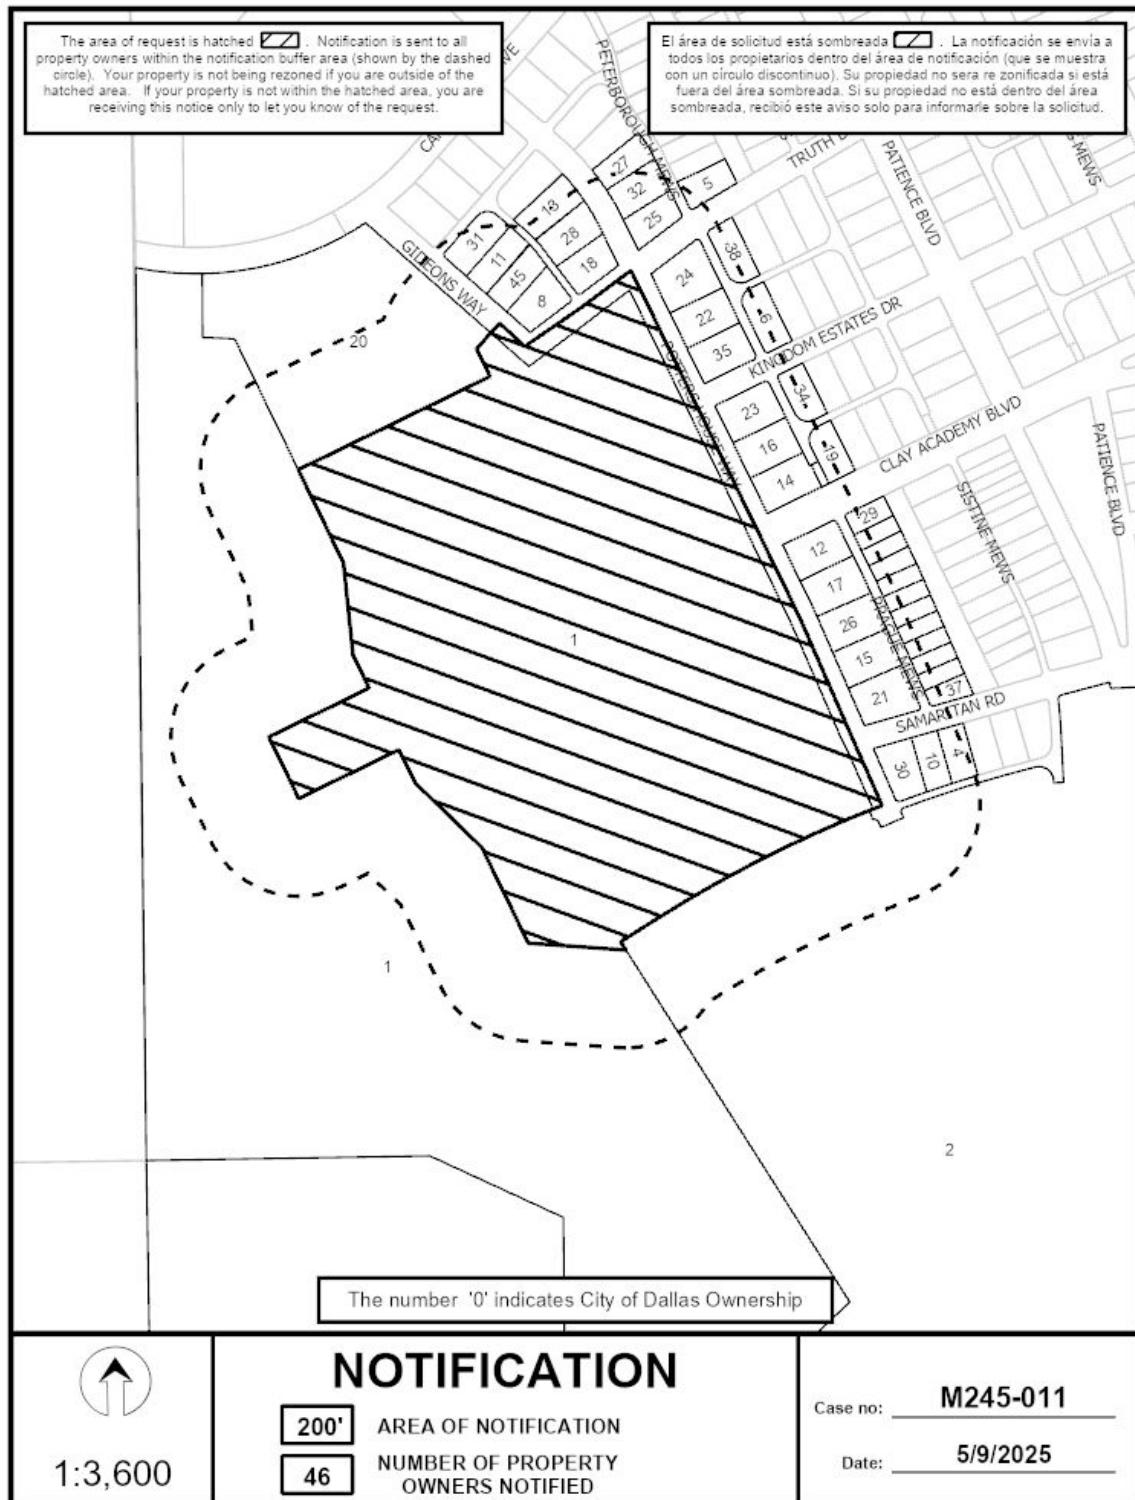 The area of request is hatched . Notification is sent to all
property owners within the notification buffer area (shown by the dashed
circle). Your property is not being rezoned if you are outside of the
hatched area. If your property is not within the hatched area, you are
receiving this notice only to let you know of the request.
El área de solicitud está sombreada . La notificación se envía a
todos los propietarios dentro del área de notificación (que se muestra
con un círculo discontinuo). Su propiedad no sera re zonificada si está
fuera del área sombreada. Si su propiedad no está dentro del área
sombreada, recibió este aviso solo para informarle sobre la solicitud.
PETERBOROUGH MEWS
PATIENCE BLVD
GIDEONS WAY
KINGDOM ESTATES DR
POTTERS HOUSE WAY
CLAY ACADEMY BLVD
PATIENCE BLVD
SISTINE MEWS
PRAGUE MEWS
SAMARITAN RD
TRUTH
MEWS
27
32
5
25
13
28
18
31
11
45
8
38
24
22
6
35
20
34
23
16
19
14
29
12
17
26
15
21
37
30
10
4
1
1
2
The number '0' indicates City of Dallas Ownership
1:3,600
NOTIFICATION
200' AREA OF NOTIFICATION
46 NUMBER OF PROPERTY
OWNERS NOTIFIED
Case no: M245-011
Date: 5/9/2025